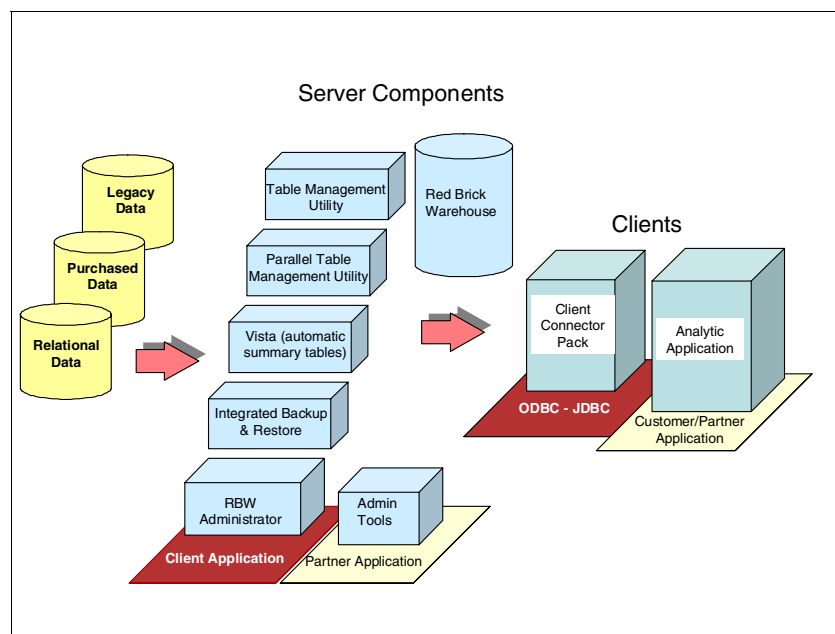 Server Components
Legacy
Data
Purchased
Data
Relational
Data
Table Management
Utility
Parallel Table
Management Utility
Vista (automatic
summary tables)
Integrated Backup
& Restore
RBW
Administrator
Client Application
Admin
Tools
Partner Application
Red Brick
Warehouse
Clients
Client
Connector
Pack
ODBC - JDBC
Analytic
Application
Customer/Partner
Application